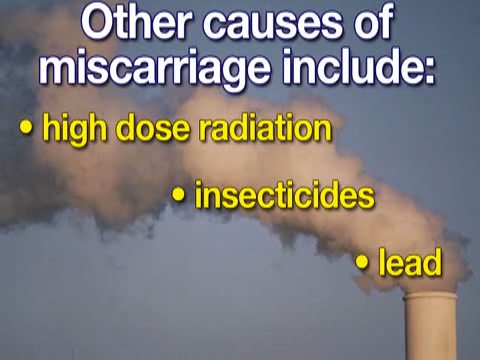 Other causes of
miscarriage include:
• high dose radiation
• insecticides
• lead